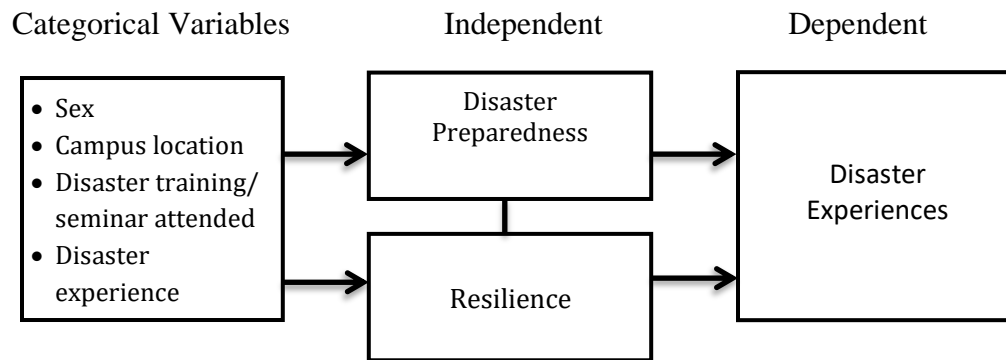 Categorical Variables Independent Dependent
• Sex
• Campus location
• Disaster training/
seminar attended
• Disaster
experience
Disaster
Preparedness
Resilience
Disaster
Experiences